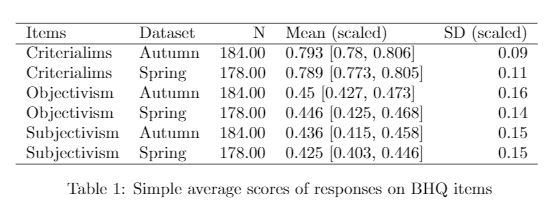 Items Dataset N Mean (scaled) SD (scaled)
Criterialims Autumn 184.00 0.793 [0.78, 0.806] 0.09
Criterialims Spring 178.00 0.789 [0.773, 0.805] 0.11
Objectivism Autumn 184.00 0.45 [0.427, 0.473] 0.16
Objectivism Spring 178.00 0.446 [0.425, 0.468] 0.14
Subjectivism Autumn 184.00 0.436 [0.415, 0.458] 0.15
Subjectivism Spring 178.00 0.425 [0.403, 0.446] 0.15
Table 1: Simple average scores of responses on BHQ items